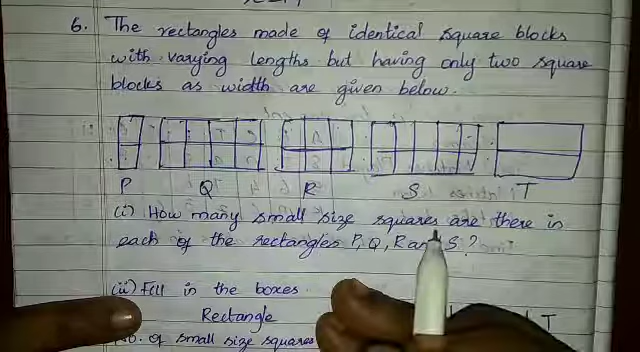 6. The rectangles made of identical square blocks
with varying lengths but having only two square
blocks as width are given below.
P Q R S T
(i) How many small size squares are there in
each of the rectangles P, Q, R and S?
(ii) Fill in the boxes.
Rectangle T
No. of small size squares